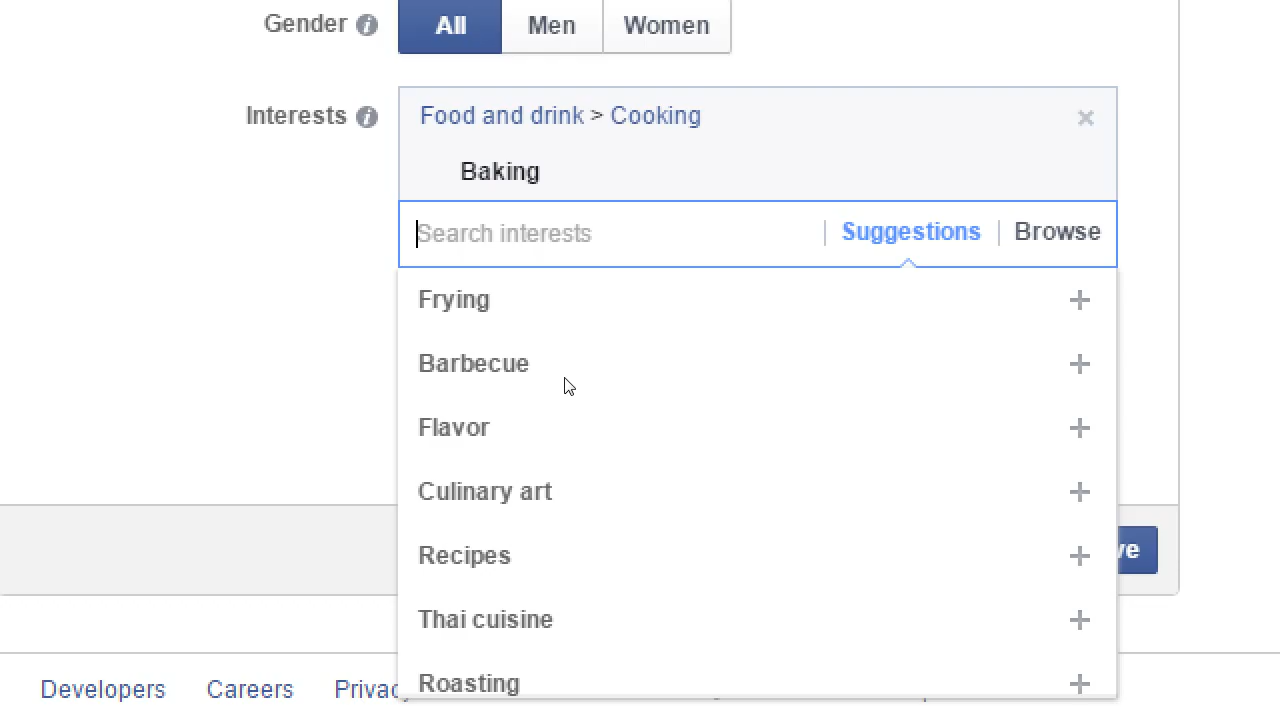 Gender All Men Women
Interests Food and drink > Cooking
Baking
Search interests Suggestions Browse
Frying
Barbecue
Flavor
Culinary art
Recipes
Thai cuisine
Roasting
Developers Careers